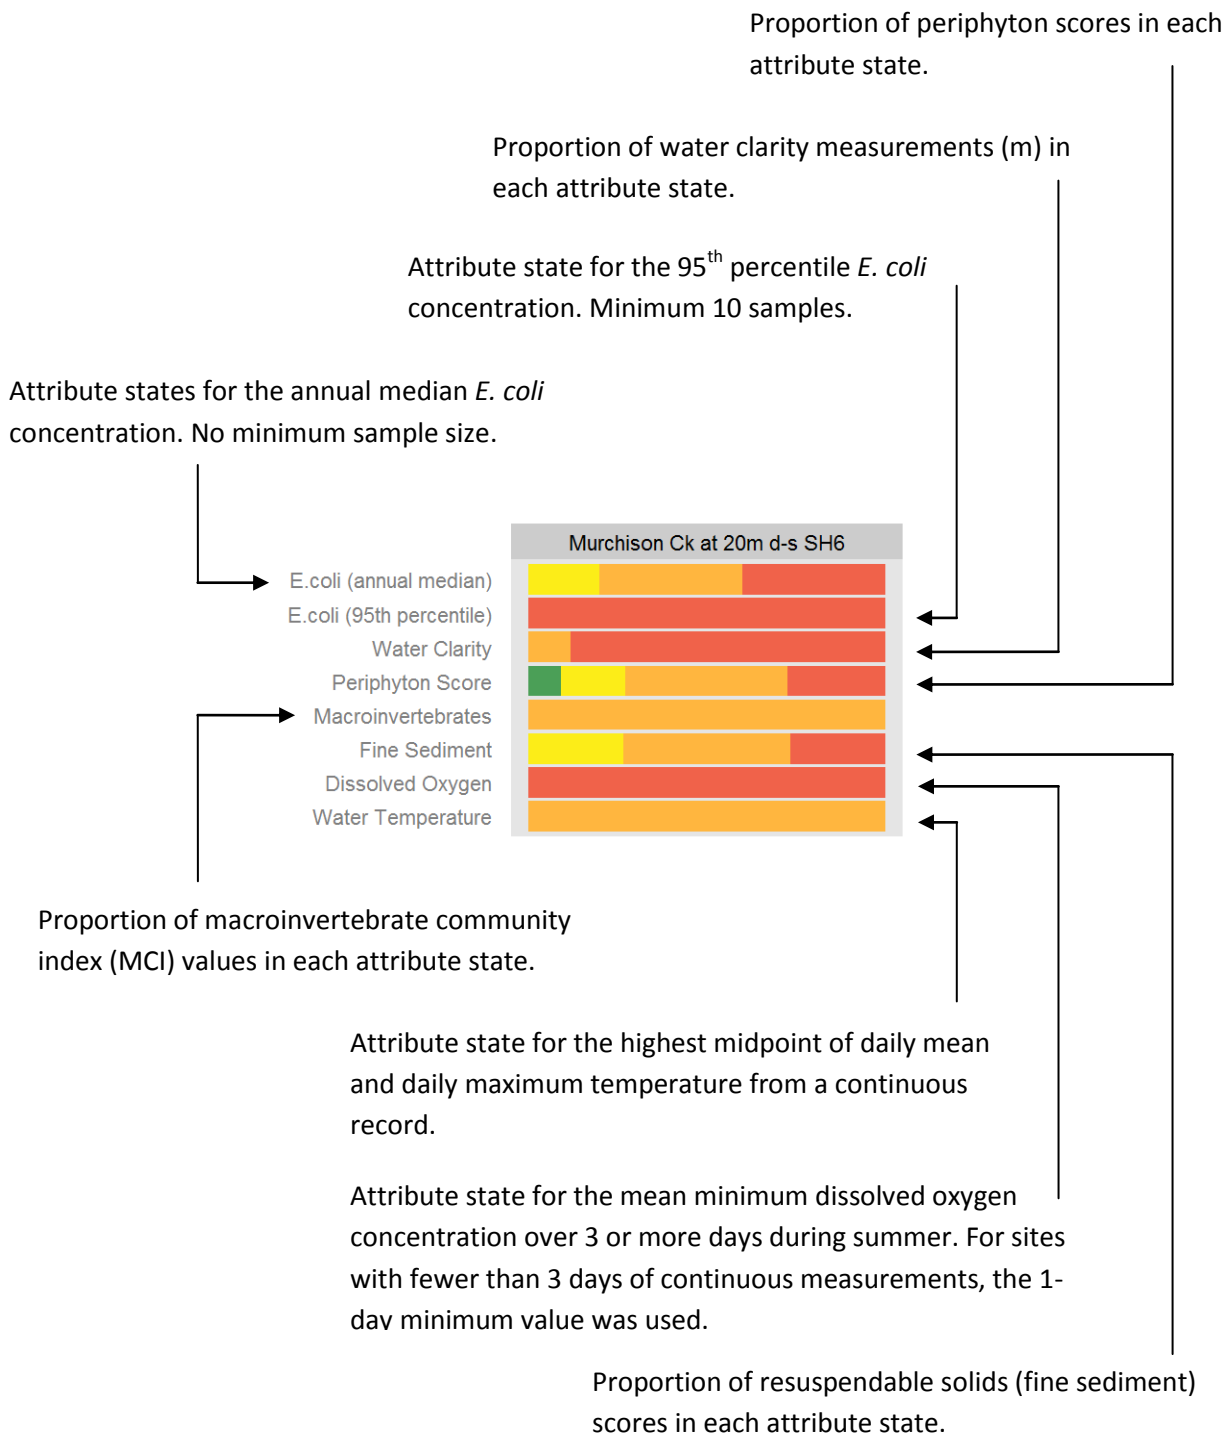 Proportion of periphyton scores in each
attribute state.
Proportion of water clarity measurements (m) in
each attribute state.
Attribute state for the 95th percentile E. coli
concentration. Minimum 10 samples.
Attribute states for the annual median E. coli
concentration. No minimum sample size.
Murchison Ck at 20m d-s SH6
E.coli (annual median)
E.coli (95th percentile)
Water Clarity
Periphyton Score
Macroinvertebrates
Fine Sediment
Dissolved Oxygen
Water Temperature
Proportion of macroinvertebrate community
index (MCI) values in each attribute state.
Attribute state for the highest midpoint of daily mean
and daily maximum temperature from a continuous
record.
Attribute state for the mean minimum dissolved oxygen
concentration over 3 or more days during summer. For sites
with fewer than 3 days of continuous measurements, the 1-
day minimum value was used.
Proportion of resuspendable solids (fine sediment)
scores in each attribute state.